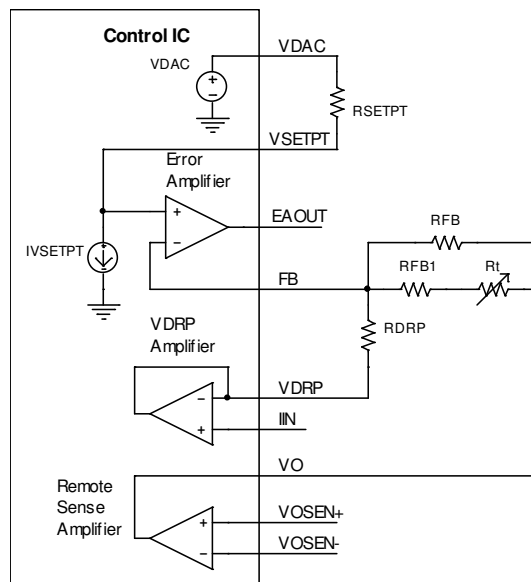 Control IC
VDAC
VDAC
+
−
RSETPT
VSETPT
Error
Amplifier
+
−
EAOUT
IVSETPT
RFB
FB
RFB1
Rt
RDRP
VDRP
Amplifier
−
VDRP
+
IIN
VO
Remote
Sense
Amplifier
+
VOSEN+
−
VOSEN-